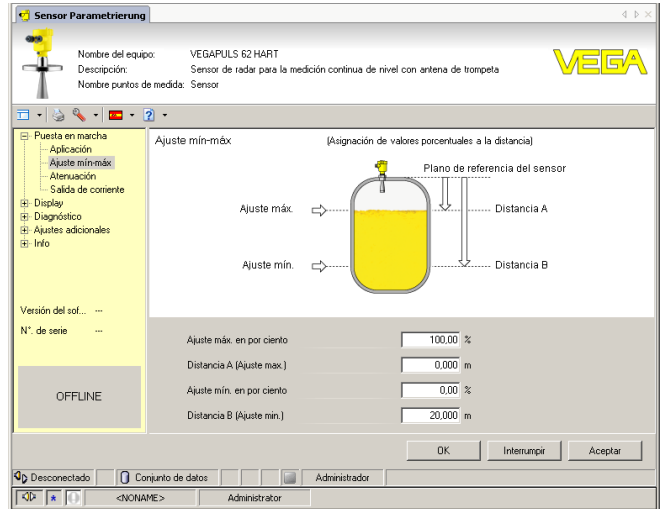 Sensor Parametrierung
Nombre del equipo: VEGAPULS 62 HART
Descripción: Sensor de radar para la medición continua de nivel con antena de trompeta
Nombre puntos de medida: Sensor
VEGA
Puesta en marcha
Aplicación
Ajuste mín-máx
Atenuación
Salida de corriente
Display
Diagnóstico
Ajustes adicionales
Info
Versión del sof... ---
N°. de serie ---
OFFLINE
Ajuste mín-máx (Asignación de valores porcentuales a la distancia)
Plano de referencia del sensor
Ajuste máx. Distancia A
Ajuste mín. Distancia B
Ajuste máx. en por ciento 100,00 %
Distancia A (Ajuste max.) 0,000 m
Ajuste mín. en por ciento 0,00 %
Distancia B (Ajuste min.) 20,000 m
OK Interrumpir Aceptar
Desconectado Conjunto de datos Administrador
<NONAME> Administrator